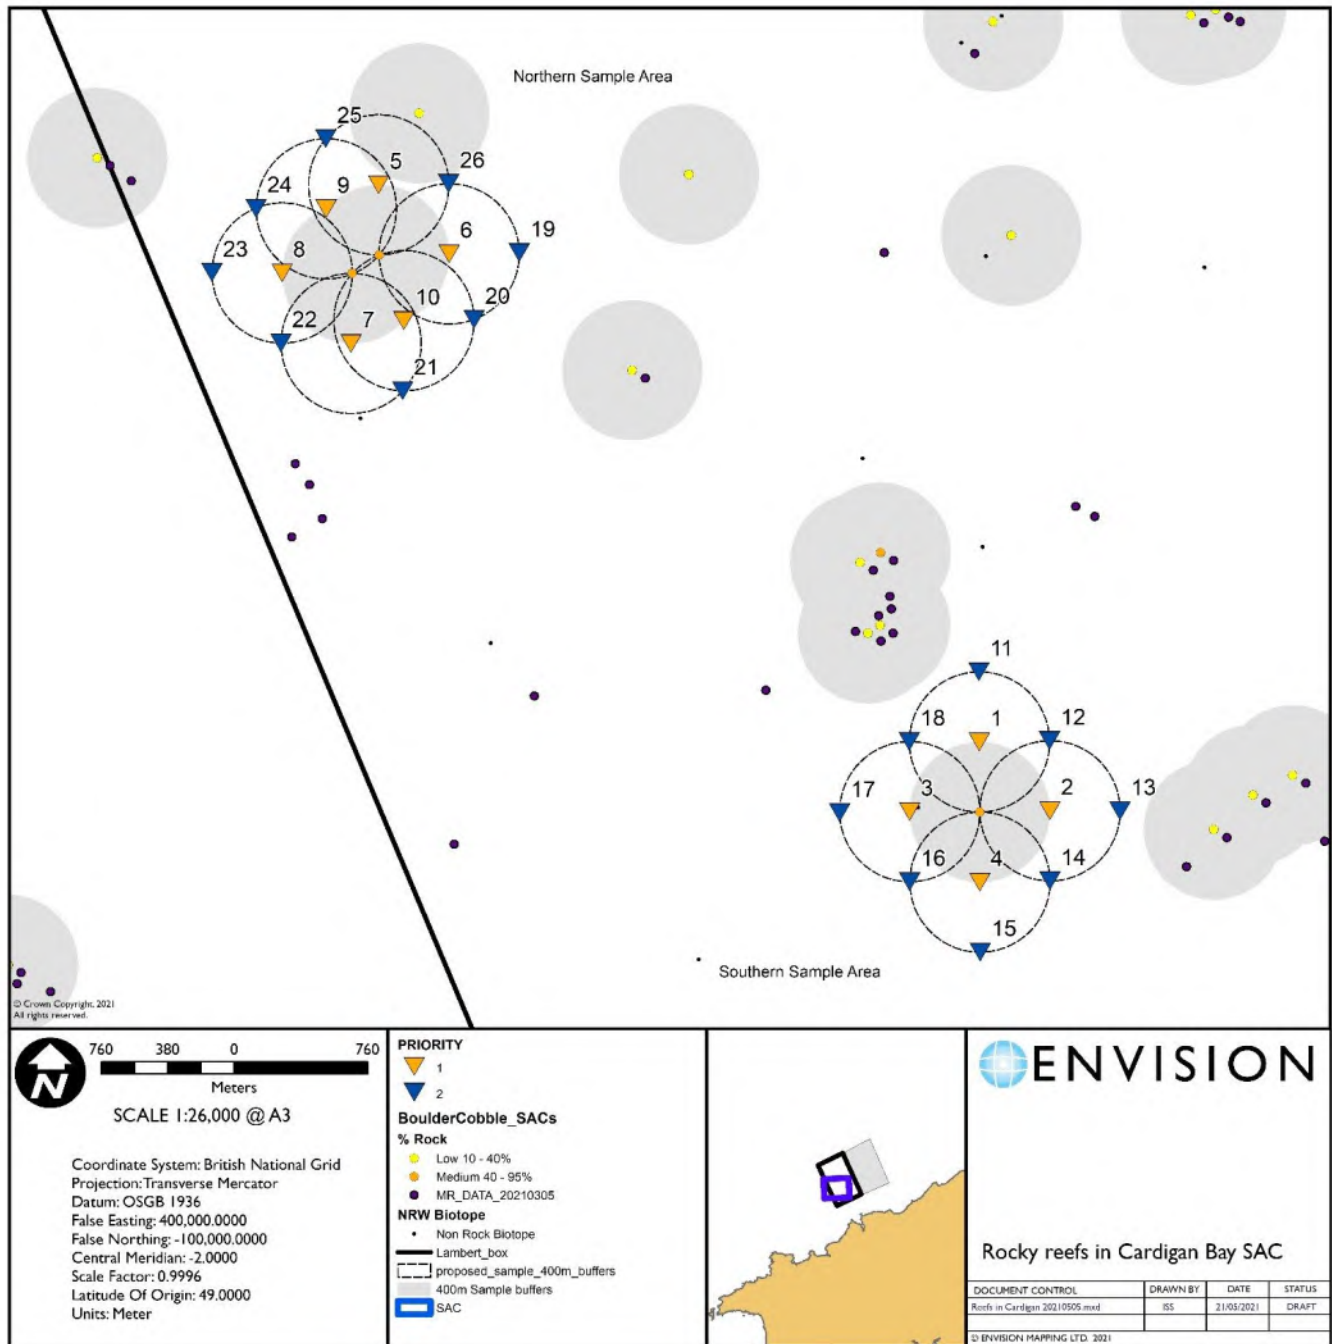 Northern Sample Area
25
5
26
24
9
6
19
23
8
10
20
22
7
21
11
18
1
12
17
3
2
13
16
4
14
15
Southern Sample Area
© Crown Copyright, 2021
All rights reserved.
N
760 380 0 760
Meters
SCALE 1:26,000 @ A3
Coordinate System: British National Grid
Projection: Transverse Mercator
Datum: OSGB 1936
False Easting: 400,000.0000
False Northing: -100,000.0000
Central Meridian: -2.0000
Scale Factor: 0.9996
Latitude Of Origin: 49.0000
Units: Meter
PRIORITY
1
2
BoulderCobble_SACs
% Rock
Low 10 - 40%
Medium 40 - 95%
MR_DATA_20210305
NRW Biotope
Non Rock Biotope
Lambert_box
proposed_sample_400m_buffers
400m Sample buffers
SAC
ENVISION
Rocky reefs in Cardigan Bay SAC
DOCUMENT CONTROL DRAWN BY DATE STATUS
Reefs in Cardigan 20210505.mxd ISS 21/05/2021 DRAFT
© ENVISION MAPPING LTD. 2021